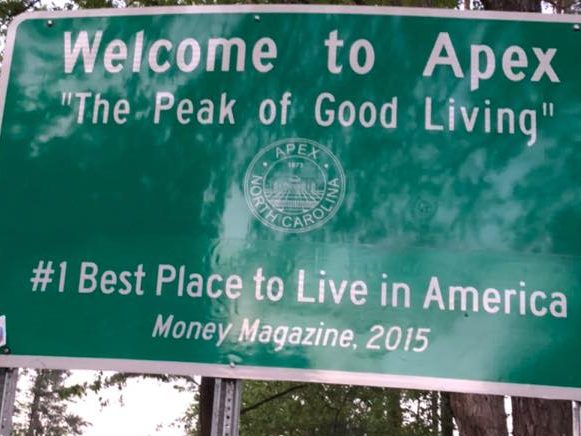 Welcome to Apex
"The Peak of Good Living"
APEX
1873
NORTH CAROLINA
#1 Best Place to Live in America
Money Magazine, 2015